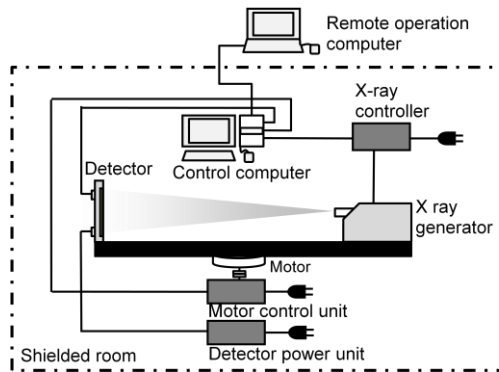 Remote operation
computer
X-ray
controller
Detector
Control computer
X ray
generator
Motor
Motor control unit
Detector power unit
Shielded room